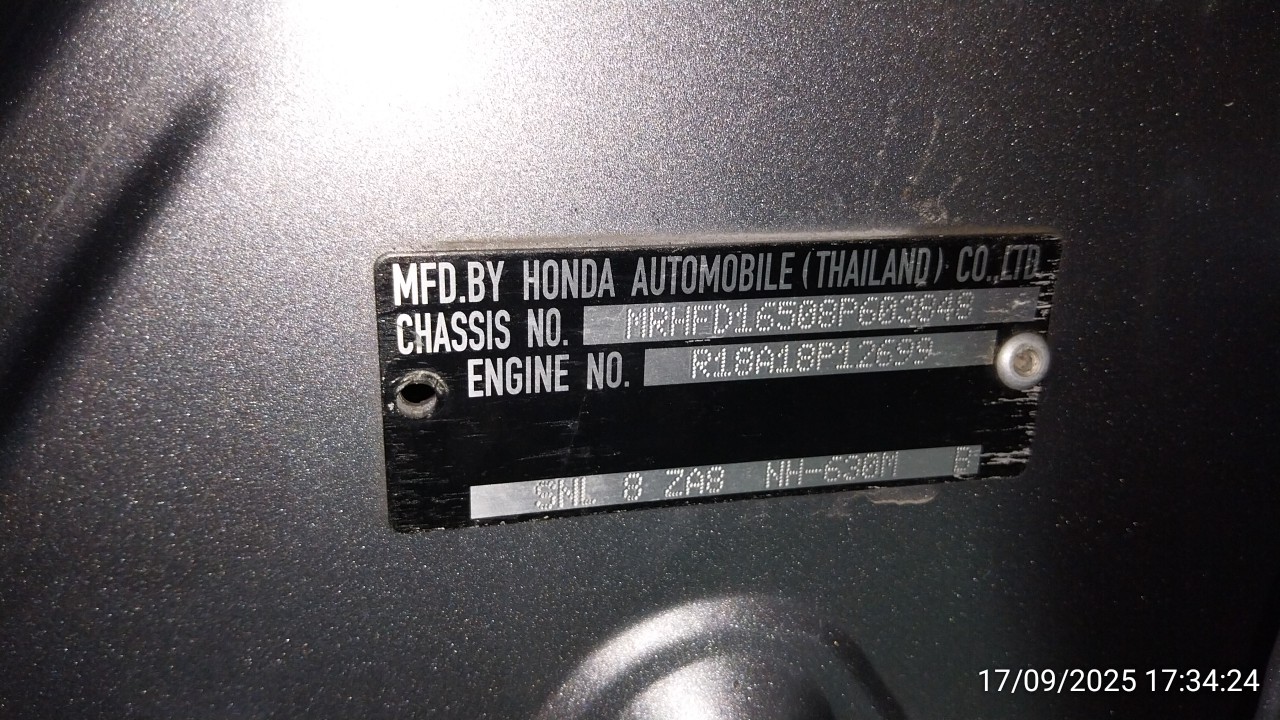 MFD.BY HONDA AUTOMOBILE (THAILAND) CO.,LTD.
CHASSIS NO. MRHFD16508P603848
ENGINE NO. R18A18P12699
SNL 8 ZA8 NH-630M B
17/09/2025 17:34:24